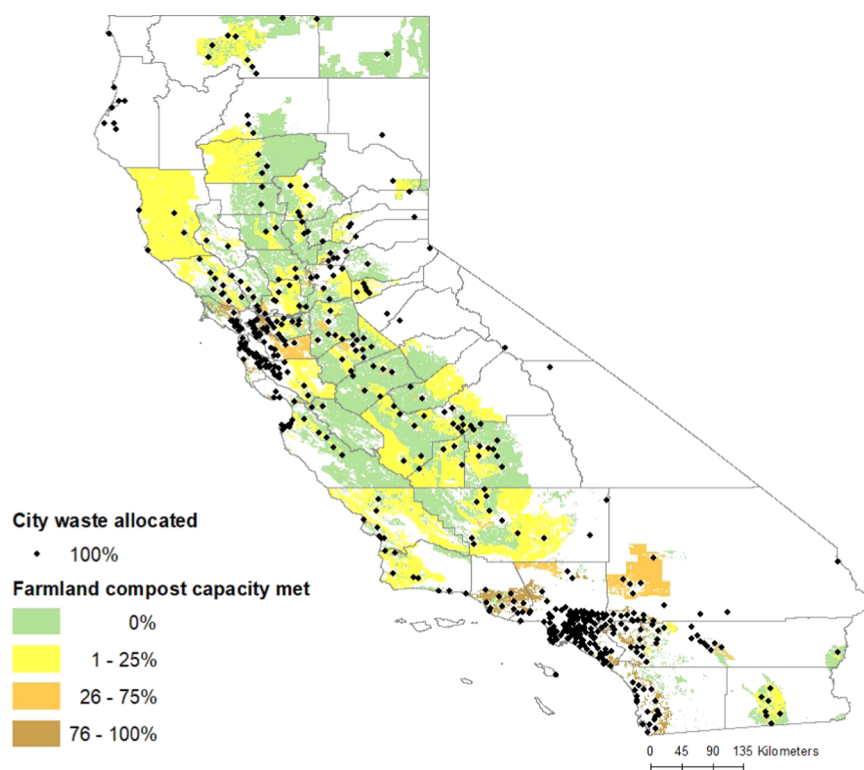 City waste allocated
100%
Farmland compost capacity met
0%
1 - 25%
26 - 75%
76 - 100%
0 45 90 135 Kilometers